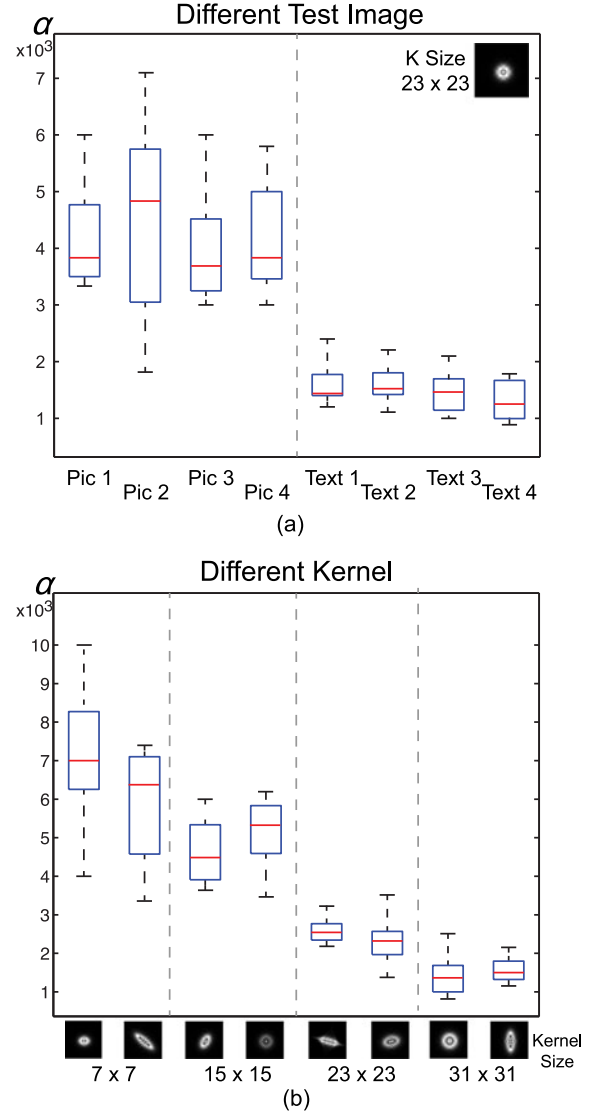 Different Test Image
α
x10³
K Size
23 x 23
7
6
5
4
3
2
1
Pic 1 Pic 2 Pic 3 Pic 4 Text 1 Text 2 Text 3 Text 4
(a)
Different Kernel
α
x10³
10
9
8
7
6
5
4
3
2
1
Kernel
Size
7 x 7 15 x 15 23 x 23 31 x 31
(b)